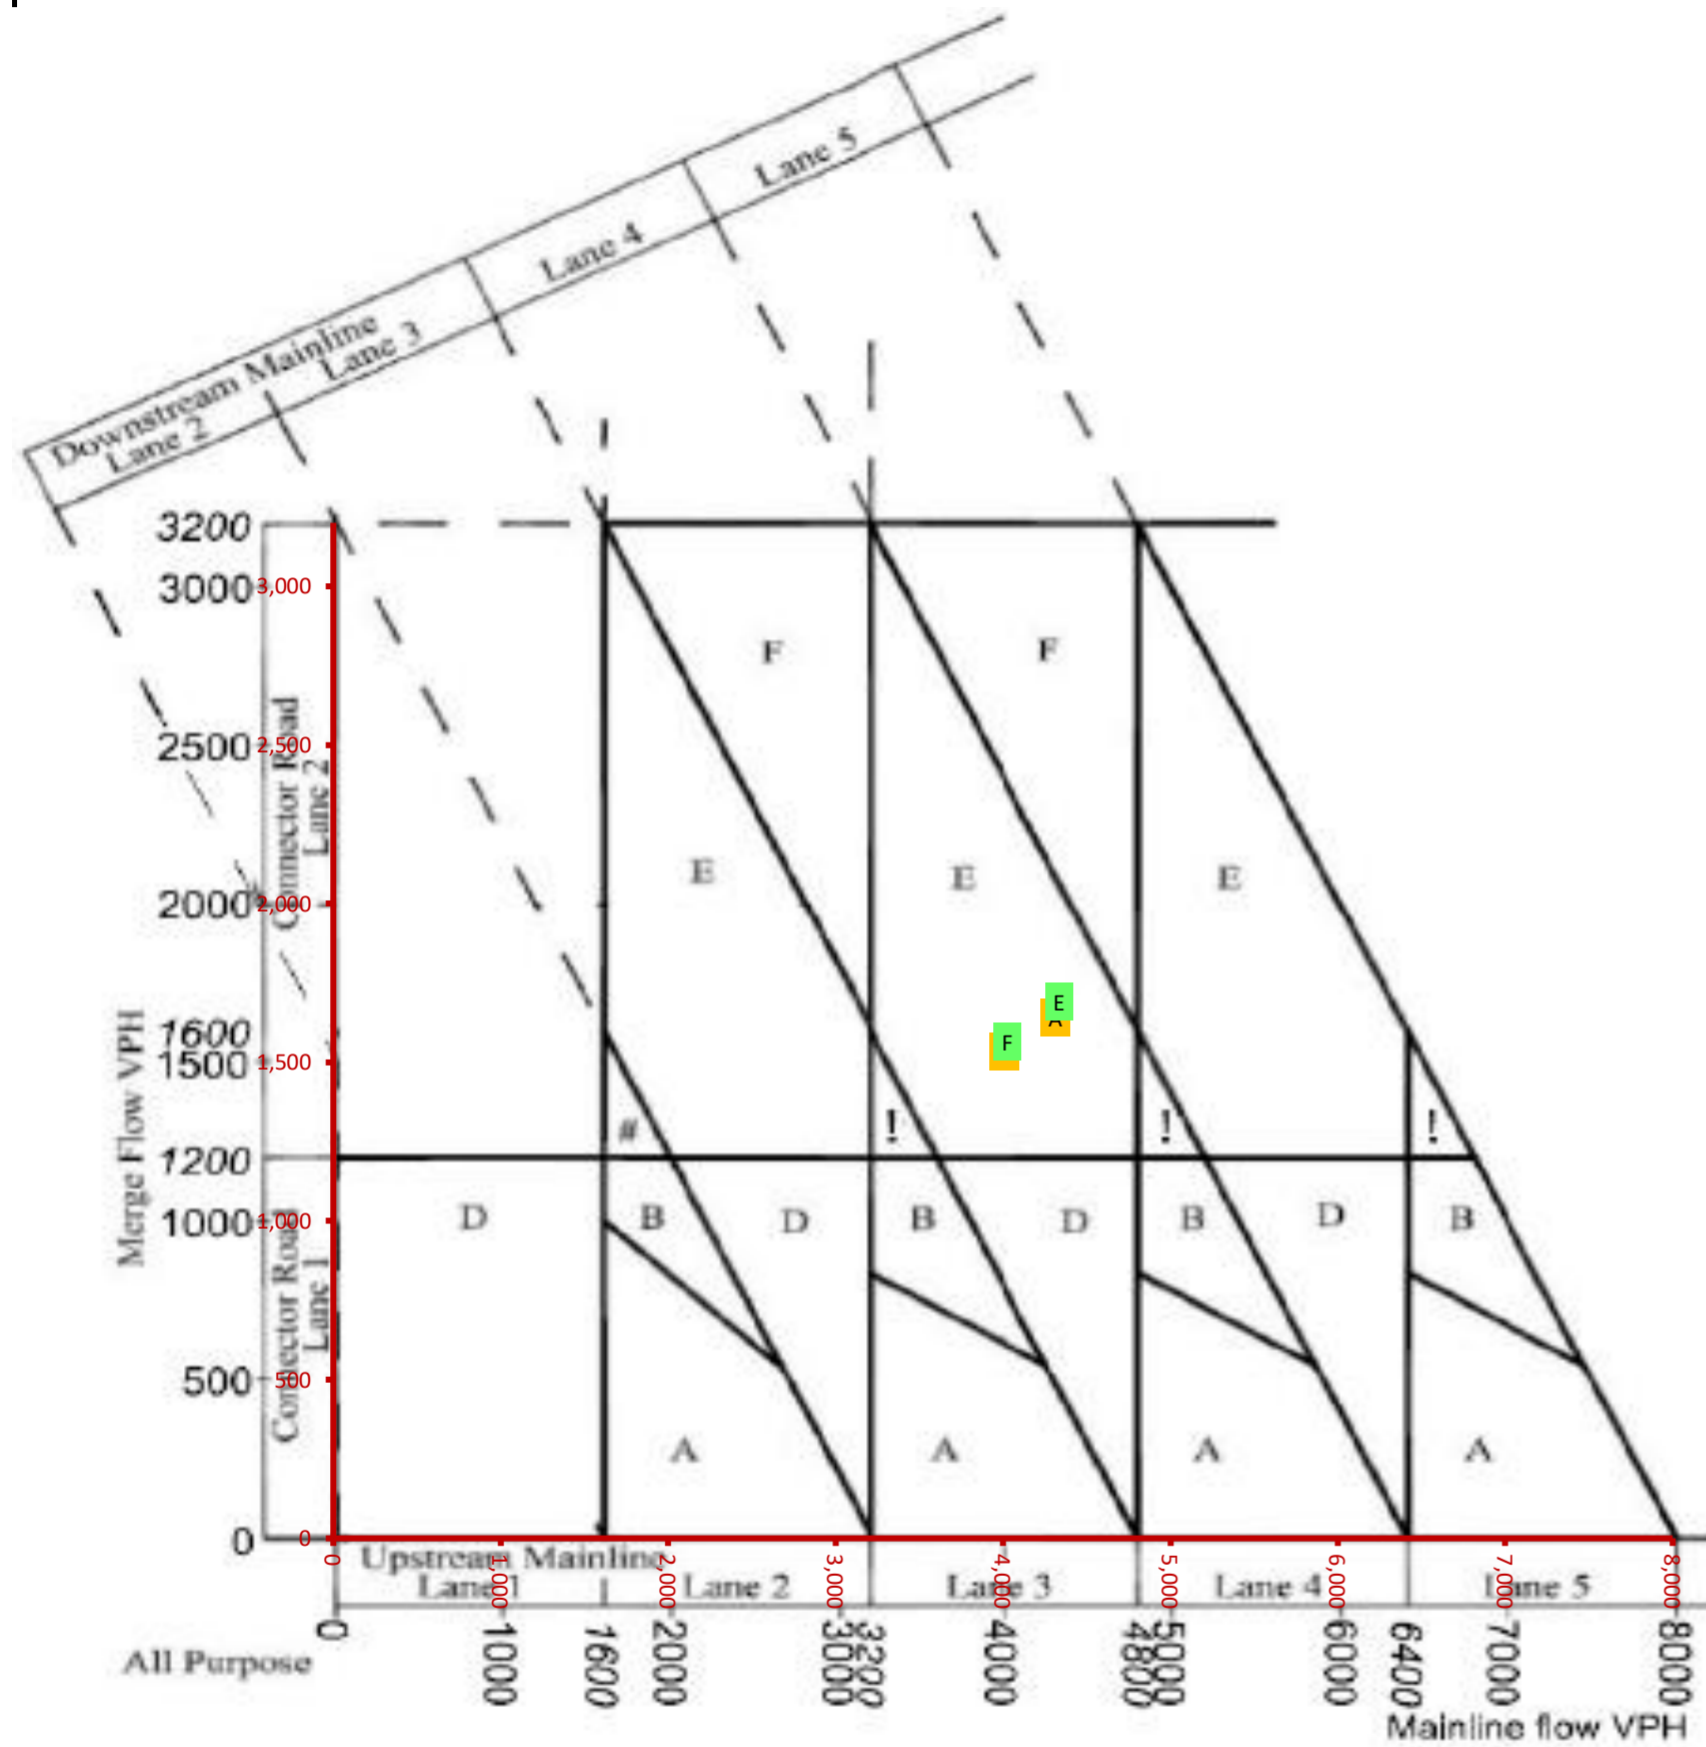 Lane 5
Lane 4
Downstream Mainline
Lane 3
Lane 2
3200
3000
3,000
F
F
2500
2,500
Connector Road
Lane 2
E
E
E
2000
2,000
E
A
F
Merge Flow VPH
1600
1500
1,500
#
!
!
!
1200
1000
1,000
D
B
D
B
D
B
D
B
Connector Road
Lane 1
500
500
A
A
A
A
0
0
0
1,000
2,000
3,000
4,000
5,000
6,000
7,000
8,000
Upstream Mainline
Lane 1
Lane 2
Lane 3
Lane 4
Lane 5
0
1000
1600
2000
3000
3200
4000
4800
5000
6000
6400
7000
8000
All Purpose
Mainline flow VPH